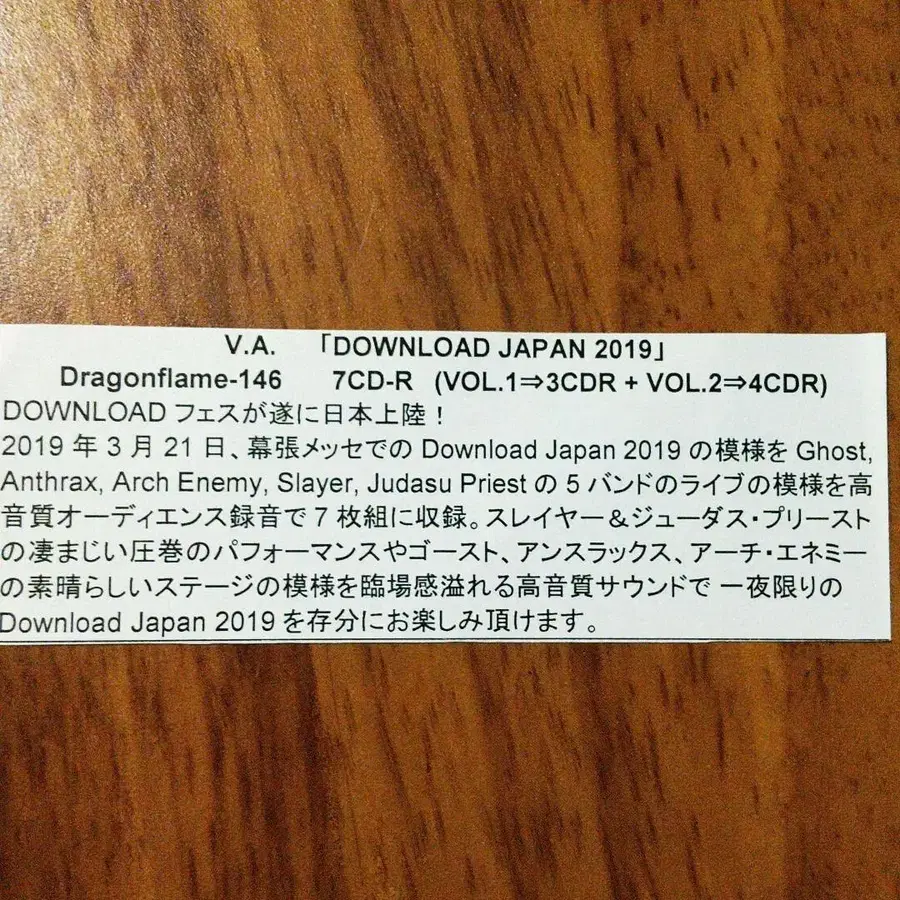 V.A. 「DOWNLOAD JAPAN 2019」
Dragonflame-146 7CD-R (VOL.1⇒3CDR + VOL.2⇒4CDR)
DOWNLOAD フェスが遂に日本上陸！
2019 年 3 月 21 日、幕張メッセでの Download Japan 2019 の模様を Ghost,
Anthrax, Arch Enemy, Slayer, Judasu Priest の 5 バンドのライブの模様を高
音質オーディエンス録音で 7 枚組に収録。スレイヤー＆ジューダス・プリースト
の凄まじい圧巻のパフォーマンスやゴースト、アンスラックス、アーチ・エネミー
の素晴らしいステージの模様を臨場感溢れる高音質サウンドで 一夜限りの
Download Japan 2019 を存分にお楽しみ頂けます。